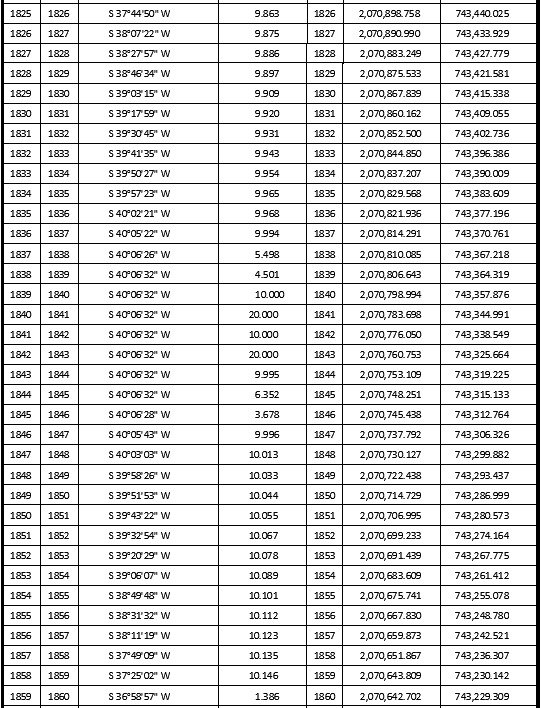 1825 1826 S 37°44'50" W 9.863 1826 2,070,898.758 743,440.025
1826 1827 S 38°07'22" W 9.875 1827 2,070,890.990 743,433.929
1827 1828 S 38°27'57" W 9.886 1828 2,070,883.249 743,427.779
1828 1829 S 38°46'34" W 9.897 1829 2,070,875.533 743,421.581
1829 1830 S 39°03'15" W 9.909 1830 2,070,867.839 743,415.338
1830 1831 S 39°17'59" W 9.920 1831 2,070,860.162 743,409.055
1831 1832 S 39°30'45" W 9.931 1832 2,070,852.500 743,402.736
1832 1833 S 39°41'35" W 9.943 1833 2,070,844.850 743,396.386
1833 1834 S 39°50'27" W 9.954 1834 2,070,837.207 743,390.009
1834 1835 S 39°57'23" W 9.965 1835 2,070,829.568 743,383.609
1835 1836 S 40°02'21" W 9.968 1836 2,070,821.936 743,377.196
1836 1837 S 40°05'22" W 9.994 1837 2,070,814.291 743,370.761
1837 1838 S 40°06'26" W 5.498 1838 2,070,810.085 743,367.218
1838 1839 S 40°06'32" W 4.501 1839 2,070,806.643 743,364.319
1839 1840 S 40°06'32" W 10.000 1840 2,070,798.994 743,357.876
1840 1841 S 40°06'32" W 20.000 1841 2,070,783.698 743,344.991
1841 1842 S 40°06'32" W 10.000 1842 2,070,776.050 743,338.549
1842 1843 S 40°06'32" W 20.000 1843 2,070,760.753 743,325.664
1843 1844 S 40°06'32" W 9.995 1844 2,070,753.109 743,319.225
1844 1845 S 40°06'32" W 6.352 1845 2,070,748.251 743,315.133
1845 1846 S 40°06'28" W 3.678 1846 2,070,745.438 743,312.764
1846 1847 S 40°05'43" W 9.996 1847 2,070,737.792 743,306.326
1847 1848 S 40°03'03" W 10.013 1848 2,070,730.127 743,299.882
1848 1849 S 39°58'26" W 10.033 1849 2,070,722.438 743,293.437
1849 1850 S 39°51'53" W 10.044 1850 2,070,714.729 743,286.999
1850 1851 S 39°43'22" W 10.055 1851 2,070,706.995 743,280.573
1851 1852 S 39°32'54" W 10.067 1852 2,070,699.233 743,274.164
1852 1853 S 39°20'29" W 10.078 1853 2,070,691.439 743,267.775
1853 1854 S 39°06'07" W 10.089 1854 2,070,683.609 743,261.412
1854 1855 S 38°49'48" W 10.101 1855 2,070,675.741 743,255.078
1855 1856 S 38°31'32" W 10.112 1856 2,070,667.830 743,248.780
1856 1857 S 38°11'19" W 10.123 1857 2,070,659.873 743,242.521
1857 1858 S 37°49'09" W 10.135 1858 2,070,651.867 743,236.307
1858 1859 S 37°25'02" W 10.146 1859 2,070,643.809 743,230.142
1859 1860 S 36°58'57" W 1.386 1860 2,070,642.702 743,229.309